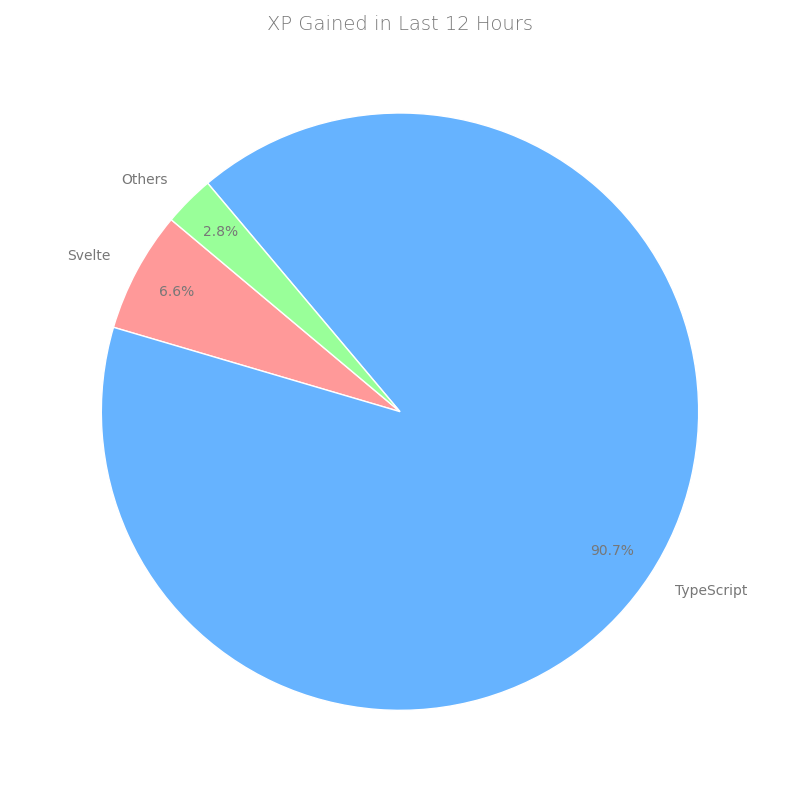 XP Gained in Last 12 Hours
Others
2.8%
Svelte
6.6%
90.7%
TypeScript